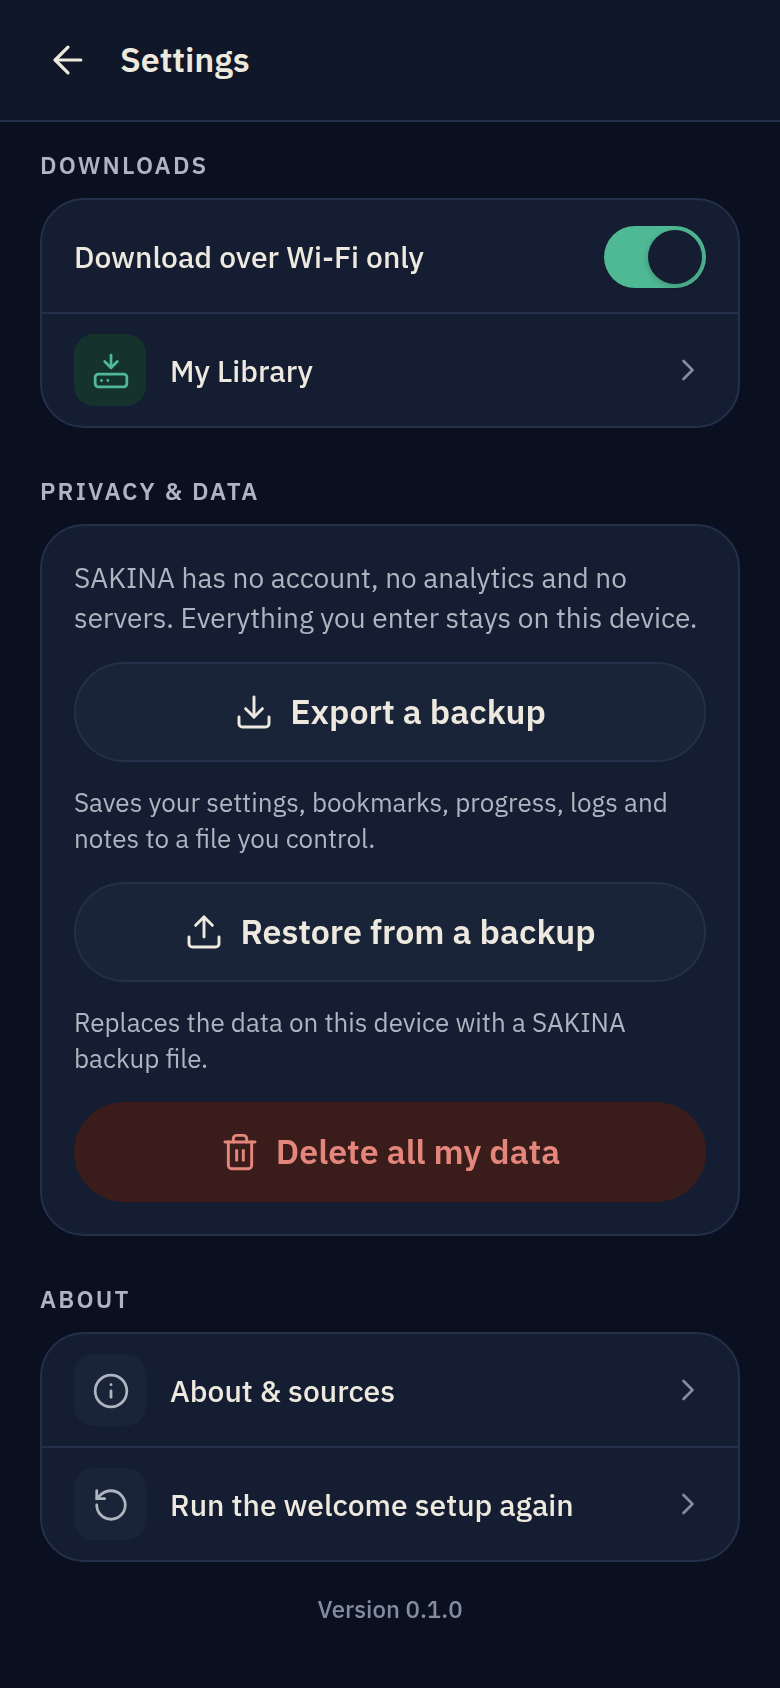 Settings
DOWNLOADS
Download over Wi-Fi only
My Library
PRIVACY & DATA
SAKINA has no account, no analytics and no
servers. Everything you enter stays on this device.
Export a backup
Saves your settings, bookmarks, progress, logs and
notes to a file you control.
Restore from a backup
Replaces the data on this device with a SAKINA
backup file.
Delete all my data
ABOUT
About & sources
Run the welcome setup again
Version 0.1.0